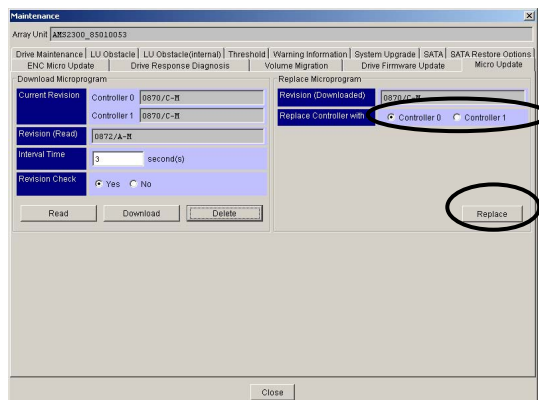 Maintenance
Array Unit AMS2300_85010053
Drive Maintenance LU Obstacle LU Obstacle(internal) Threshold Warning Information System Upgrade SATA SATA Restore Options
ENC Micro Update Drive Response Diagnosis Volume Migration Drive Firmware Update Micro Update
Download Microprogram
Current Revision Controller 0 0870/C-M
Controller 1 0870/C-M
Revision (Read) 0872/A-M
Interval Time 3 second(s)
Revision Check Yes No
Read Download Delete
Replace Microprogram
Revision (Downloaded) 0870/C-M
Replace Controller with Controller 0 Controller 1
Replace
Close